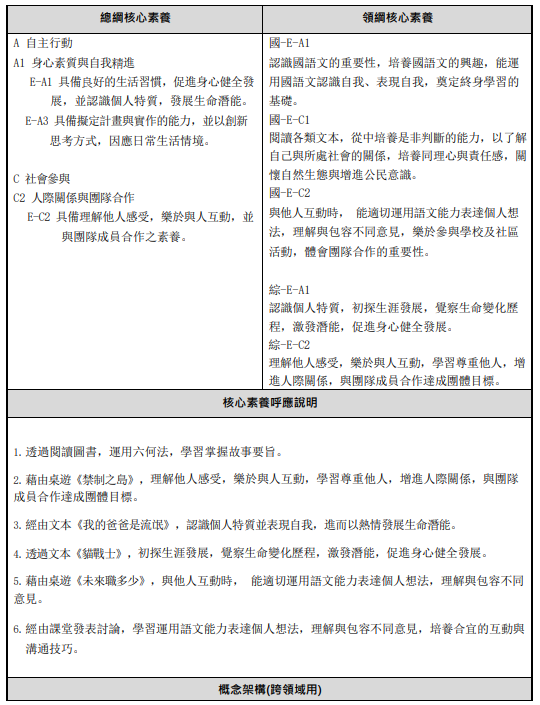 總綱核心素養
A 自主行動
A1 身心素質與自我精進
E-A1 具備良好的生活習慣，促進身心健全發
展，並認識個人特質，發展生命潛能。
E-A3 具備擬定計畫與實作的能力，並以創新
思考方式，因應日常生活情境。
C 社會參與
C2 人際關係與團隊合作
E-C2 具備理解他人感受，樂於與人互動，並
與團隊成員合作之素養。
領綱核心素養
國-E-A1
認識國語文的重要性，培養國語文的興趣，能運
用國語文認識自我、表現自我，奠定終身學習的
基礎。
國-E-C1
閱讀各類文本，從中培養是非判斷的能力，以了解
自己與所處社會的關係，培養同理心與責任感，關
懷自然生態與增進公民意識。
國-E-C2
與他人互動時， 能適切運用語文能力表達個人想
法，理解與包容不同意見，樂於參與學校及社區
活動，體會團隊合作的重要性。
綜-E-A1
認識個人特質，初探生涯發展，覺察生命變化歷
程，激發潛能，促進身心健全發展。
綜-E-C2
理解他人感受，樂於與人互動，學習尊重他人，增
進人際關係，與團隊成員合作達成團體目標。
核心素養呼應說明
1. 透過閱讀圖書，運用六何法，學習掌握故事要旨。
2. 藉由桌遊《禁制之島》，理解他人感受，樂於與人互動，學習尊重他人，增進人際關係，與團隊
成員合作達成團體目標。
3. 經由文本《我的爸爸是流氓》，認識個人特質並表現自我，進而以熱情發展生命潛能。
4. 透過文本《貓戰士》，初探生涯發展，覺察生命變化歷程，激發潛能，促進身心健全發展。
5. 藉由桌遊《未來職多少》，與他人互動時， 能適切運用語文能力表達個人想法，理解與包容不同
意見。
6. 經由課堂發表討論，學習運用語文能力表達個人想法，理解與包容不同意見，培養合宜的互動與
溝通技巧。
概念架構(跨領域用)